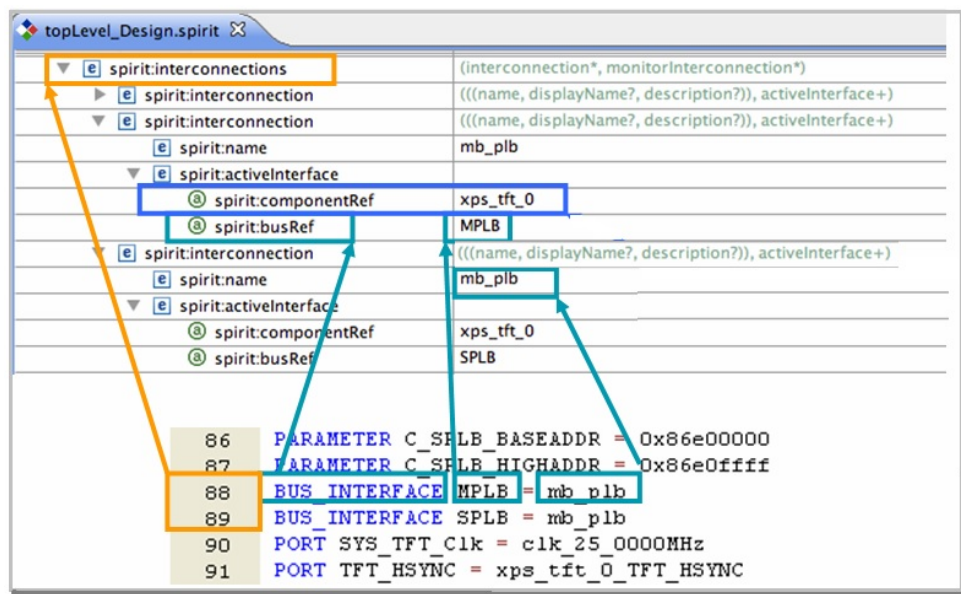 topLevel_Design.spirit
spirit:interconnections (interconnection*, monitorInterconnection*)
spirit:interconnection (((name, displayName?, description?)), activeInterface+)
spirit:interconnection (((name, displayName?, description?)), activeInterface+)
spirit:name mb_plb
spirit:activeInterface
spirit:componentRef xps_tft_0
spirit:busRef MPLB
spirit:interconnection (((name, displayName?, description?)), activeInterface+)
spirit:name mb_plb
spirit:activeInterface
spirit:componentRef xps_tft_0
spirit:busRef SPLB
86 PARAMETER C_SPLB_BASEADDR = 0x86e00000
87 PARAMETER C_SPLB_HIGHADDR = 0x86e0ffff
88 BUS_INTERFACE MPLB = mb_plb
89 BUS_INTERFACE SPLB = mb_plb
90 PORT SYS_TFT_Clk = clk_25_0000MHz
91 PORT TFT_HSYNC = xps_tft_0_TFT_HSYNC